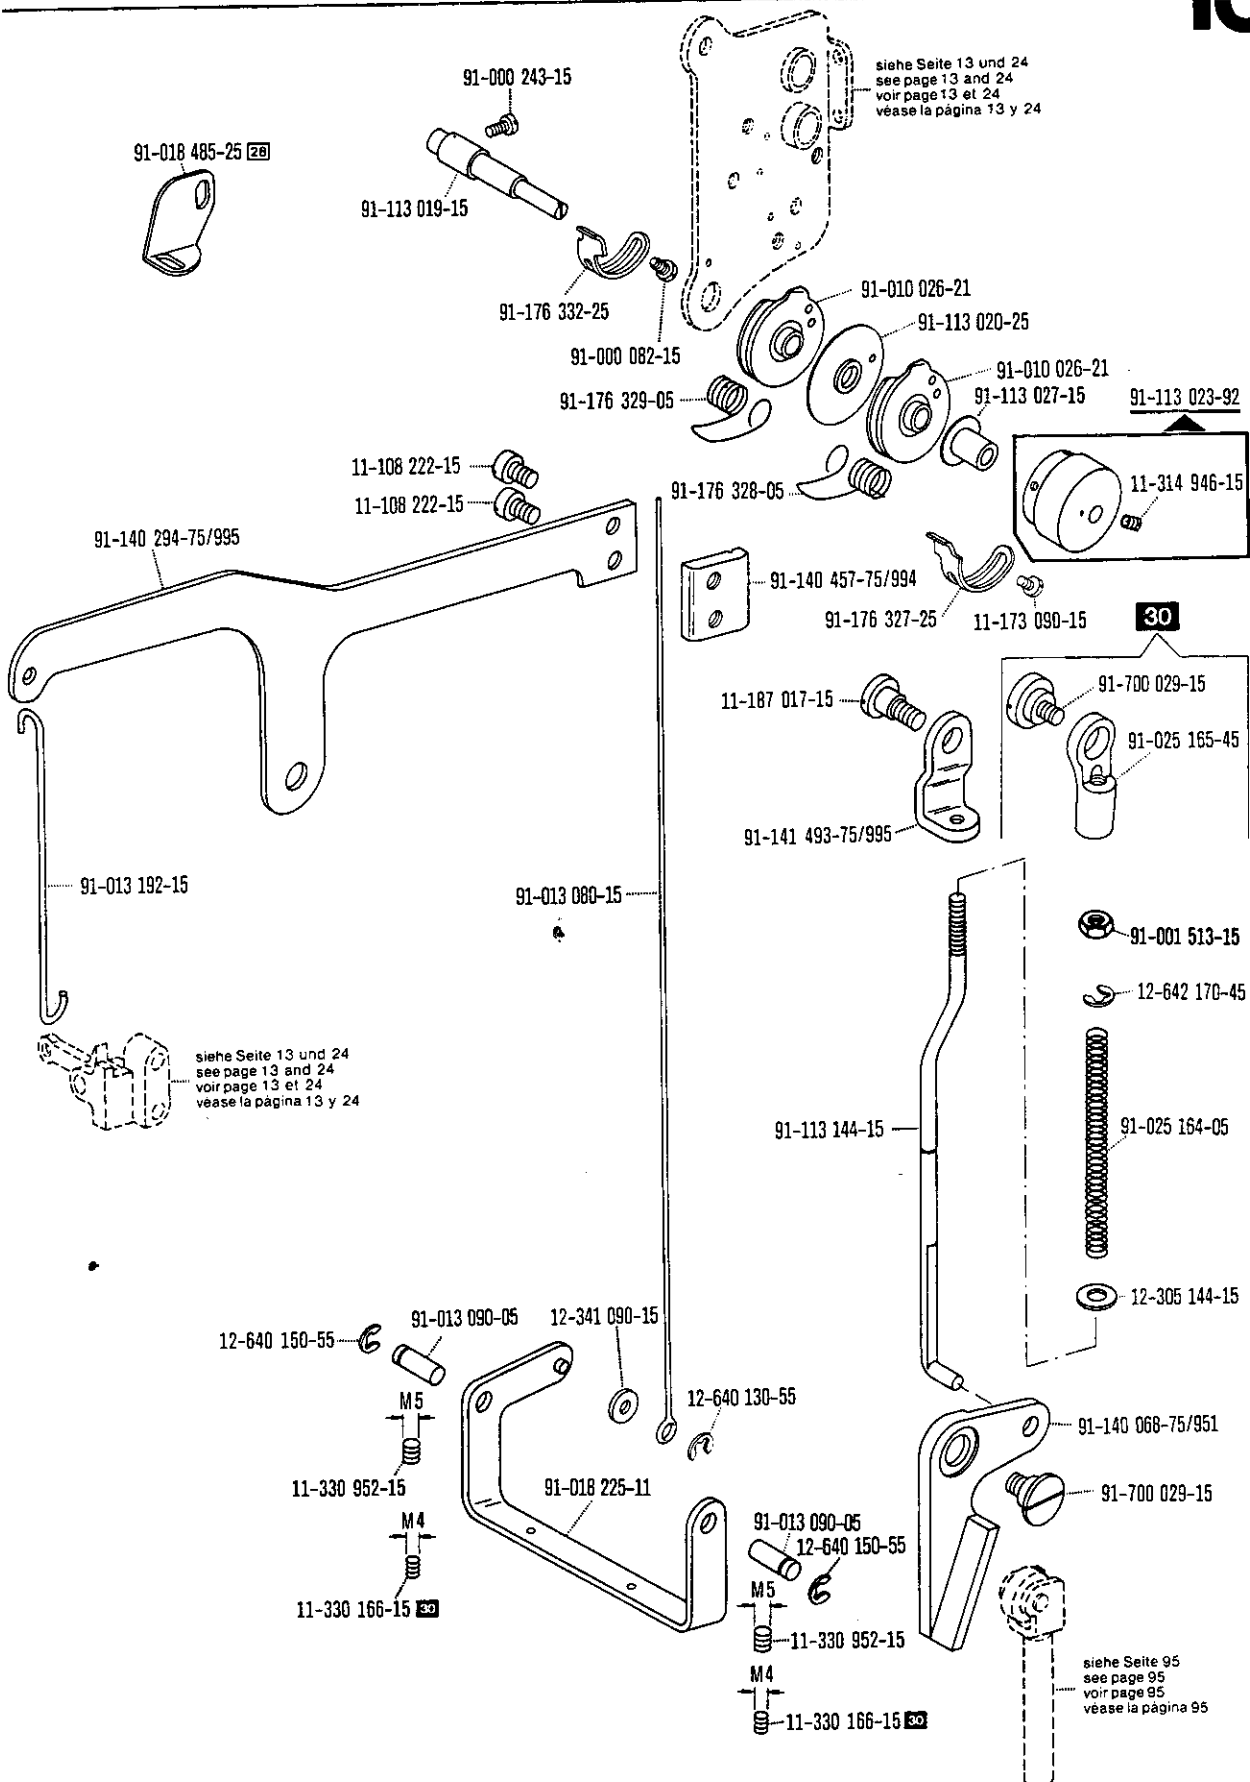 10
siehe Seite 13 und 24
see page 13 and 24
voir page 13 et 24
véase la página 13 y 24
91-000 243-15
91-018 485-25 28
91-113 019-15
91-176 332-25
91-000 082-15
91-010 026-21
91-113 020-25
91-010 026-21
91-176 329-05
91-113 027-15
91-113 023-92
11-108 222-15
11-108 222-15
91-176 328-05
11-314 946-15
91-140 294-75/995
91-140 457-75/994
91-176 327-25
11-173 090-15
30
11-187 017-15
91-700 029-15
91-025 165-45
91-141 493-75/995
91-013 192-15
91-013 080-15
91-001 513-15
12-642 170-45
siehe Seite 13 und 24
see page 13 and 24
voir page 13 et 24
véase la página 13 y 24
91-113 144-15
91-025 164-05
12-305 144-15
91-013 090-05
12-341 090-15
12-640 150-55
M5
12-640 130-55
91-140 068-75/951
11-330 952-15
91-018 225-11
91-700 029-15
M4
91-013 090-05
12-640 150-55
11-330 166-15 30
M5
11-330 952-15
M4
11-330 166-15 30
siehe Seite 95
see page 95
voir page 95
véase la página 95